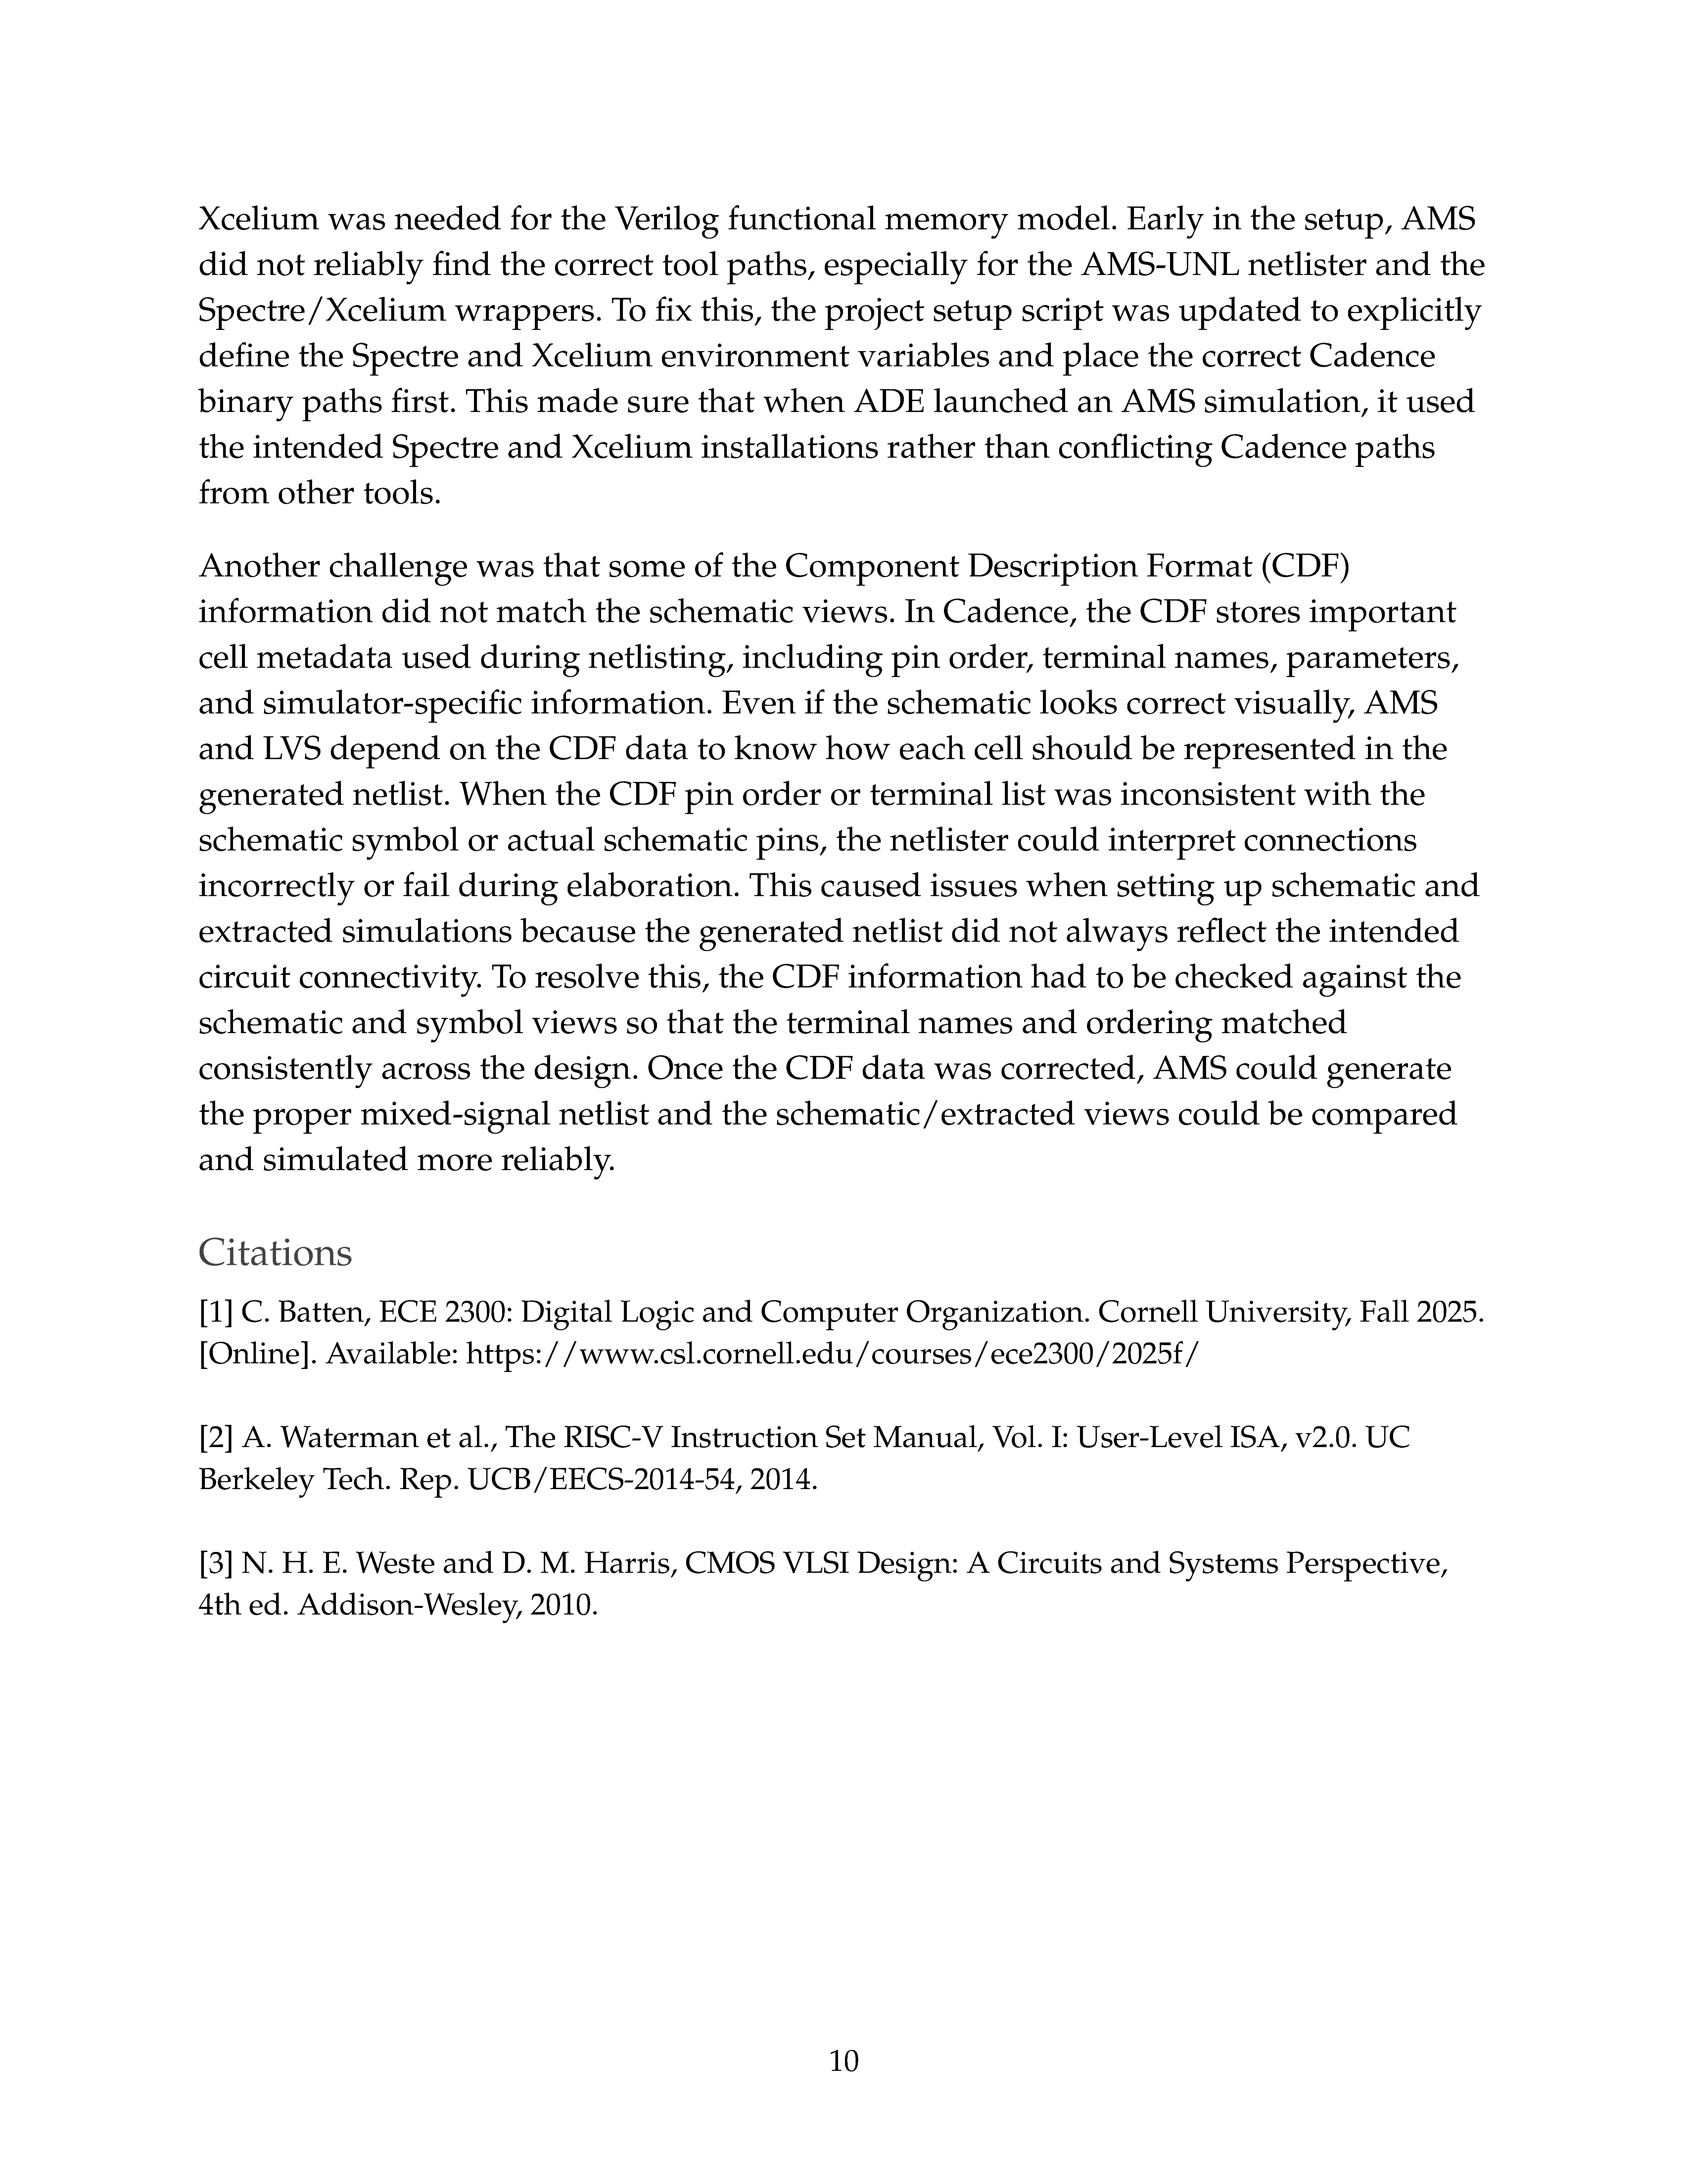 Xcelium was needed for the Verilog functional memory model. Early in the setup, AMS
did not reliably find the correct tool paths, especially for the AMS-UNL netlister and the
Spectre/Xcelium wrappers. To fix this, the project setup script was updated to explicitly
define the Spectre and Xcelium environment variables and place the correct Cadence
binary paths first. This made sure that when ADE launched an AMS simulation, it used
the intended Spectre and Xcelium installations rather than conflicting Cadence paths
from other tools.
Another challenge was that some of the Component Description Format (CDF)
information did not match the schematic views. In Cadence, the CDF stores important
cell metadata used during netlisting, including pin order, terminal names, parameters,
and simulator-specific information. Even if the schematic looks correct visually, AMS
and LVS depend on the CDF data to know how each cell should be represented in the
generated netlist. When the CDF pin order or terminal list was inconsistent with the
schematic symbol or actual schematic pins, the netlister could interpret connections
incorrectly or fail during elaboration. This caused issues when setting up schematic and
extracted simulations because the generated netlist did not always reflect the intended
circuit connectivity. To resolve this, the CDF information had to be checked against the
schematic and symbol views so that the terminal names and ordering matched
consistently across the design. Once the CDF data was corrected, AMS could generate
the proper mixed-signal netlist and the schematic/extracted views could be compared
and simulated more reliably.
Citations
[1] C. Batten, ECE 2300: Digital Logic and Computer Organization. Cornell University, Fall 2025.
[Online]. Available: https://www.csl.cornell.edu/courses/ece2300/2025f/
[2] A. Waterman et al., The RISC-V Instruction Set Manual, Vol. I: User-Level ISA, v2.0. UC
Berkeley Tech. Rep. UCB/EECS-2014-54, 2014.
[3] N. H. E. Weste and D. M. Harris, CMOS VLSI Design: A Circuits and Systems Perspective,
4th ed. Addison-Wesley, 2010.
10